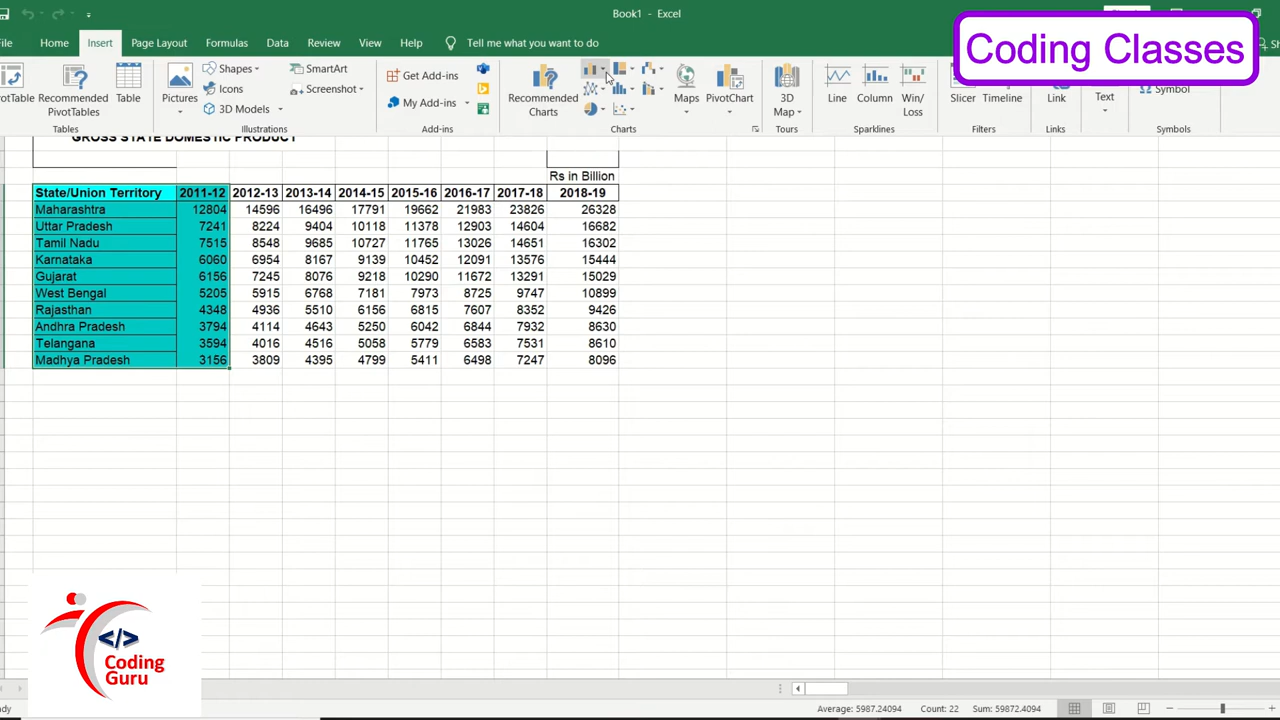 Book1 - Excel
Coding Classes
File Home Insert Page Layout Formulas Data Review View Help Tell me what you want to do
Shapes
SmartArt
Get Add-ins
Icons
Screenshot
Recommended PivotTables
Table
Pictures
3D Models
My Add-ins
Recommended Charts
Maps
PivotChart
3D Map
Line
Column
Win/ Loss
Slicer
Timeline
Link
Text
Symbol
Tables
Illustrations
Add-ins
Charts
Tours
Sparklines
Filters
Links
Symbols
GROSS STATE DOMESTIC PRODUCT
Rs in Billion
State/Union Territory 2011-12 2012-13 2013-14 2014-15 2015-16 2016-17 2017-18 2018-19
Maharashtra 12804 14596 16496 17791 19662 21983 23826 26328
Uttar Pradesh 7241 8224 9404 10118 11378 12903 14604 16682
Tamil Nadu 7515 8548 9685 10727 11765 13026 14651 16302
Karnataka 6060 6954 8167 9139 10452 12091 13576 15444
Gujarat 6156 7245 8076 9218 10290 11672 13291 15029
West Bengal 5205 5915 6768 7181 7973 8725 9747 10899
Rajasthan 4348 4936 5510 6156 6815 7607 8352 9426
Andhra Pradesh 3794 4114 4643 5250 6042 6844 7932 8630
Telangana 3594 4016 4516 5058 5779 6583 7531 8610
Madhya Pradesh 3156 3809 4395 4799 5411 6498 7247 8096
</>
Coding
Guru
Average: 5987.24094 Count: 22 Sum: 59872.4094